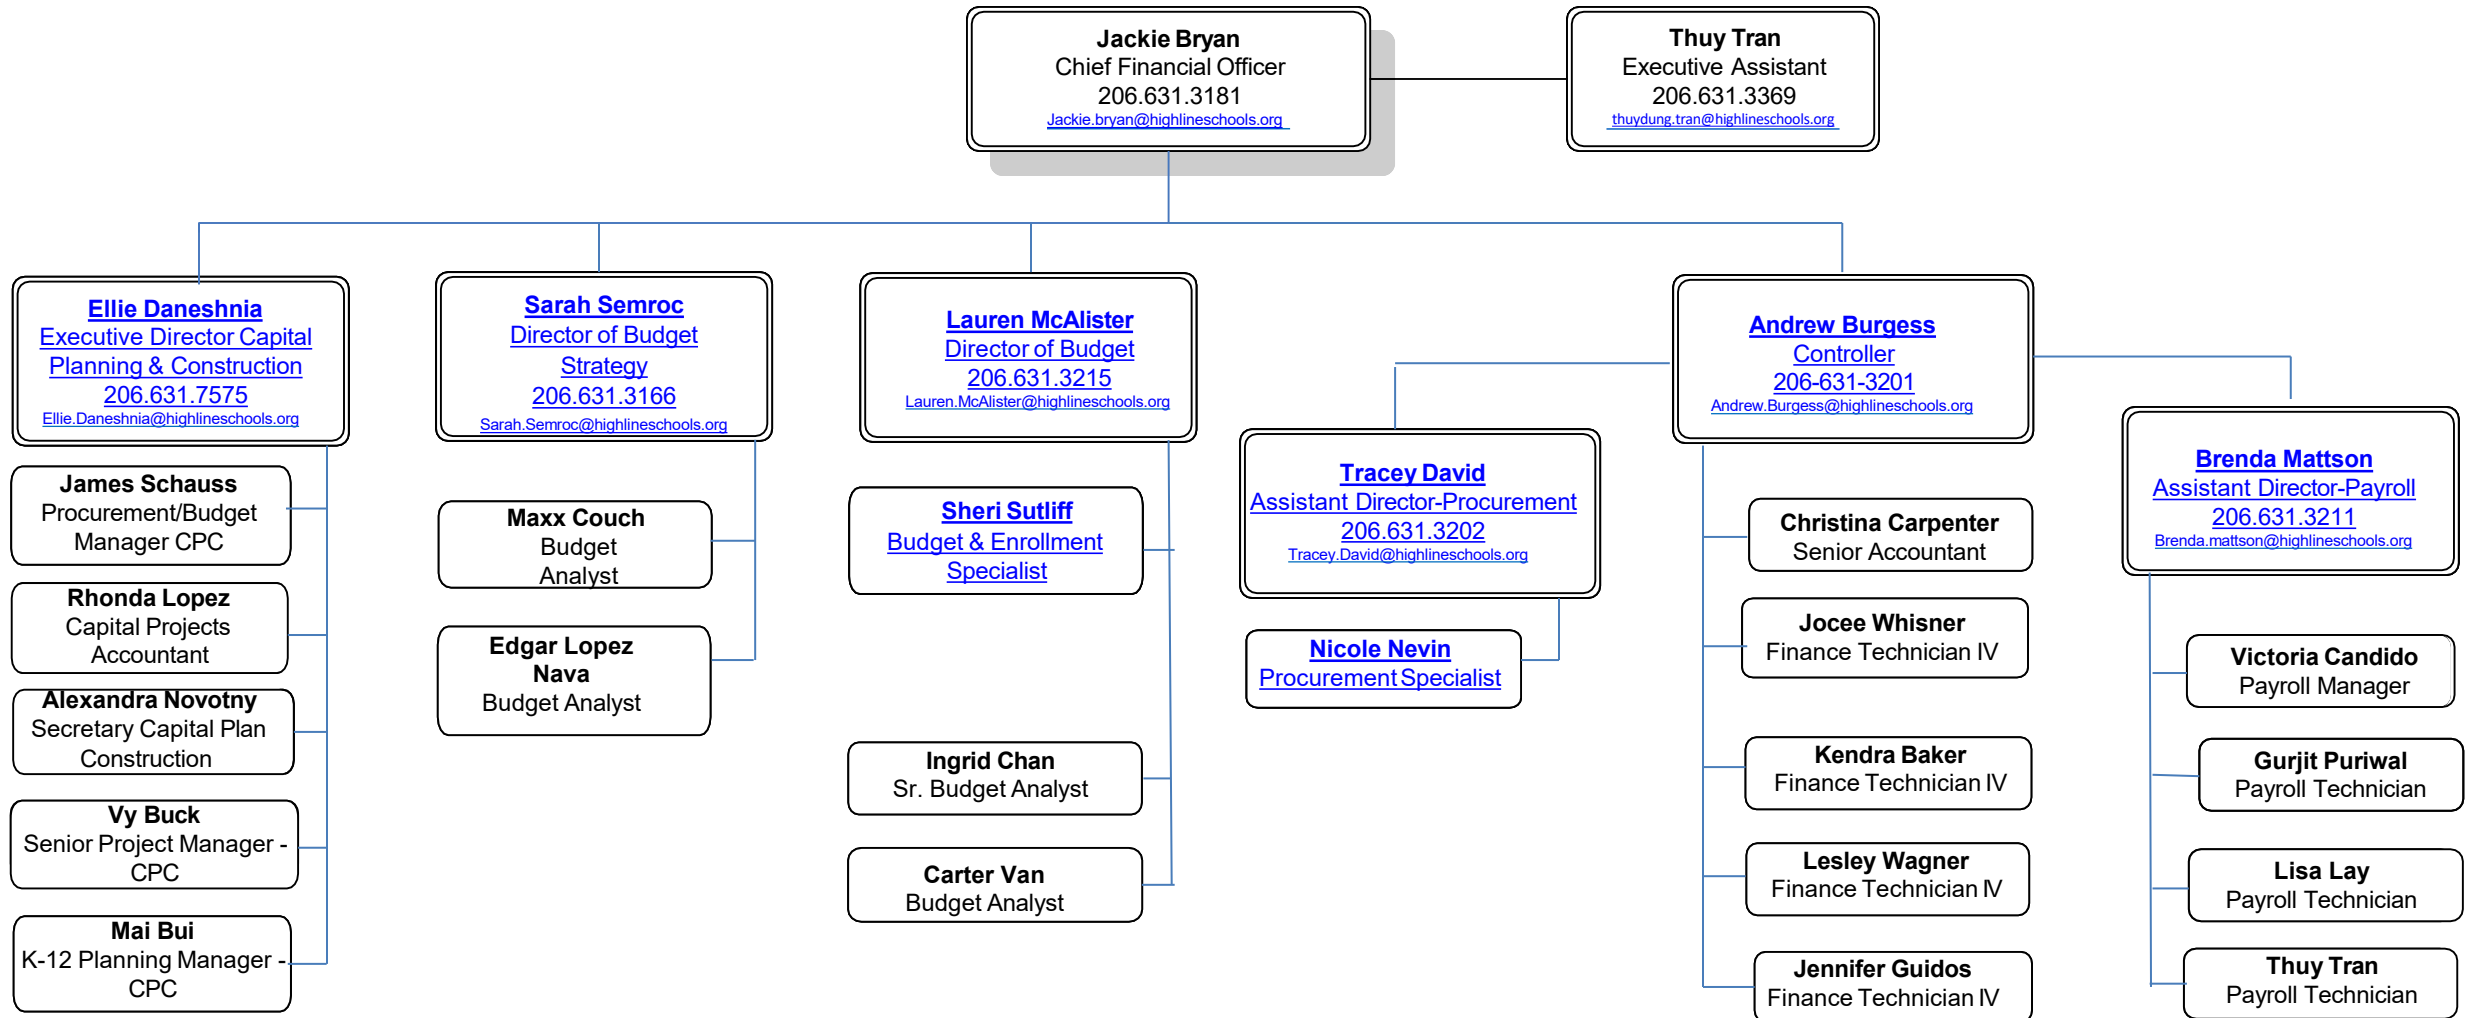 Jackie Bryan
Chief Financial Officer
206.631.3181
Jackie.bryan@highlineschools.org
Thuy Tran
Executive Assistant
206.631.3369
thuydung.tran@highlineschools.org
Ellie Daneshnia
Executive Director Capital
Planning & Construction
206.631.7575
Ellie.Daneshnia@highlineschools.org
James Schauss
Procurement/Budget
Manager CPC
Rhonda Lopez
Capital Projects
Accountant
Alexandra Novotny
Secretary Capital Plan
Construction
Vy Buck
Senior Project Manager -
CPC
Mai Bui
K-12 Planning Manager -
CPC
Sarah Semroc
Director of Budget
Strategy
206.631.3166
Sarah.Semroc@highlineschools.org
Maxx Couch
Budget
Analyst
Edgar Lopez
Nava
Budget Analyst
Lauren McAlister
Director of Budget
206.631.3215
Lauren.McAlister@highlineschools.org
Sheri Sutliff
Budget & Enrollment
Specialist
Ingrid Chan
Sr. Budget Analyst
Carter Van
Budget Analyst
Andrew Burgess
Controller
206-631-3201
Andrew.Burgess@highlineschools.org
Tracey David
Assistant Director-Procurement
206.631.3202
Tracey.David@highlineschools.org
Nicole Nevin
Procurement Specialist
Christina Carpenter
Senior Accountant
Jocee Whisner
Finance Technician IV
Kendra Baker
Finance Technician IV
Lesley Wagner
Finance Technician IV
Jennifer Guidos
Finance Technician IV
Brenda Mattson
Assistant Director-Payroll
206.631.3211
Brenda.mattson@highlineschools.org
Victoria Candido
Payroll Manager
Gurjit Puriwal
Payroll Technician
Lisa Lay
Payroll Technician
Thuy Tran
Payroll Technician